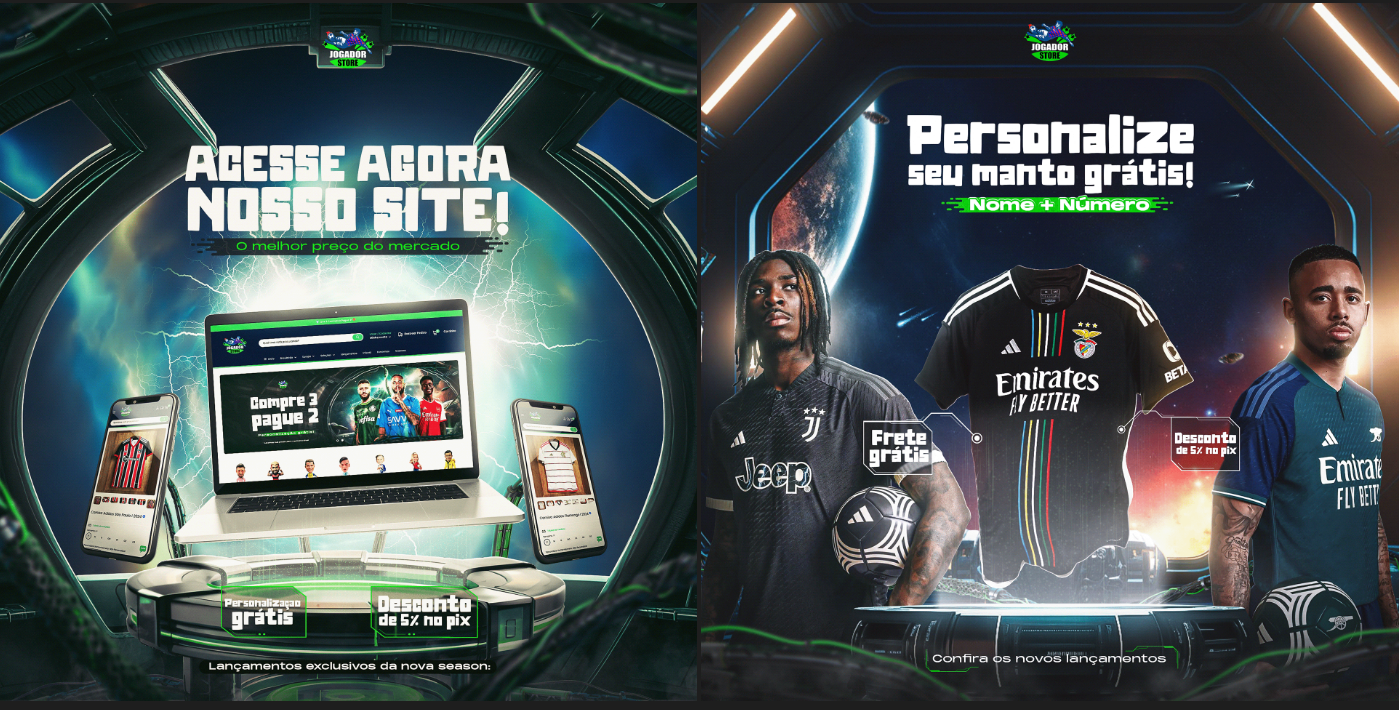 JOGADOR
STORE
ACESSE AGORA
NOSSO SITE!
O melhor preço do mercado
Compre 3
pague 2
Personalização
grátis
Desconto
de 5% no pix
Lançamentos exclusivos da nova season:
JOGADOR
STORE
Personalize
seu manto grátis!
Nome + Número
Frete
grátis
Desconto
de 5% no pix
Jeep
Emirates
FLY BETTER
Emirate
FLY BETT
Confira os novos lançamentos